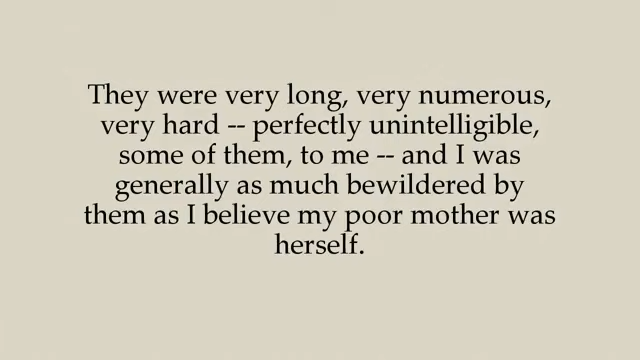 They were very long, very numerous,
very hard -- perfectly unintelligible,
some of them, to me -- and I was
generally as much bewildered by
them as I believe my poor mother was
herself.